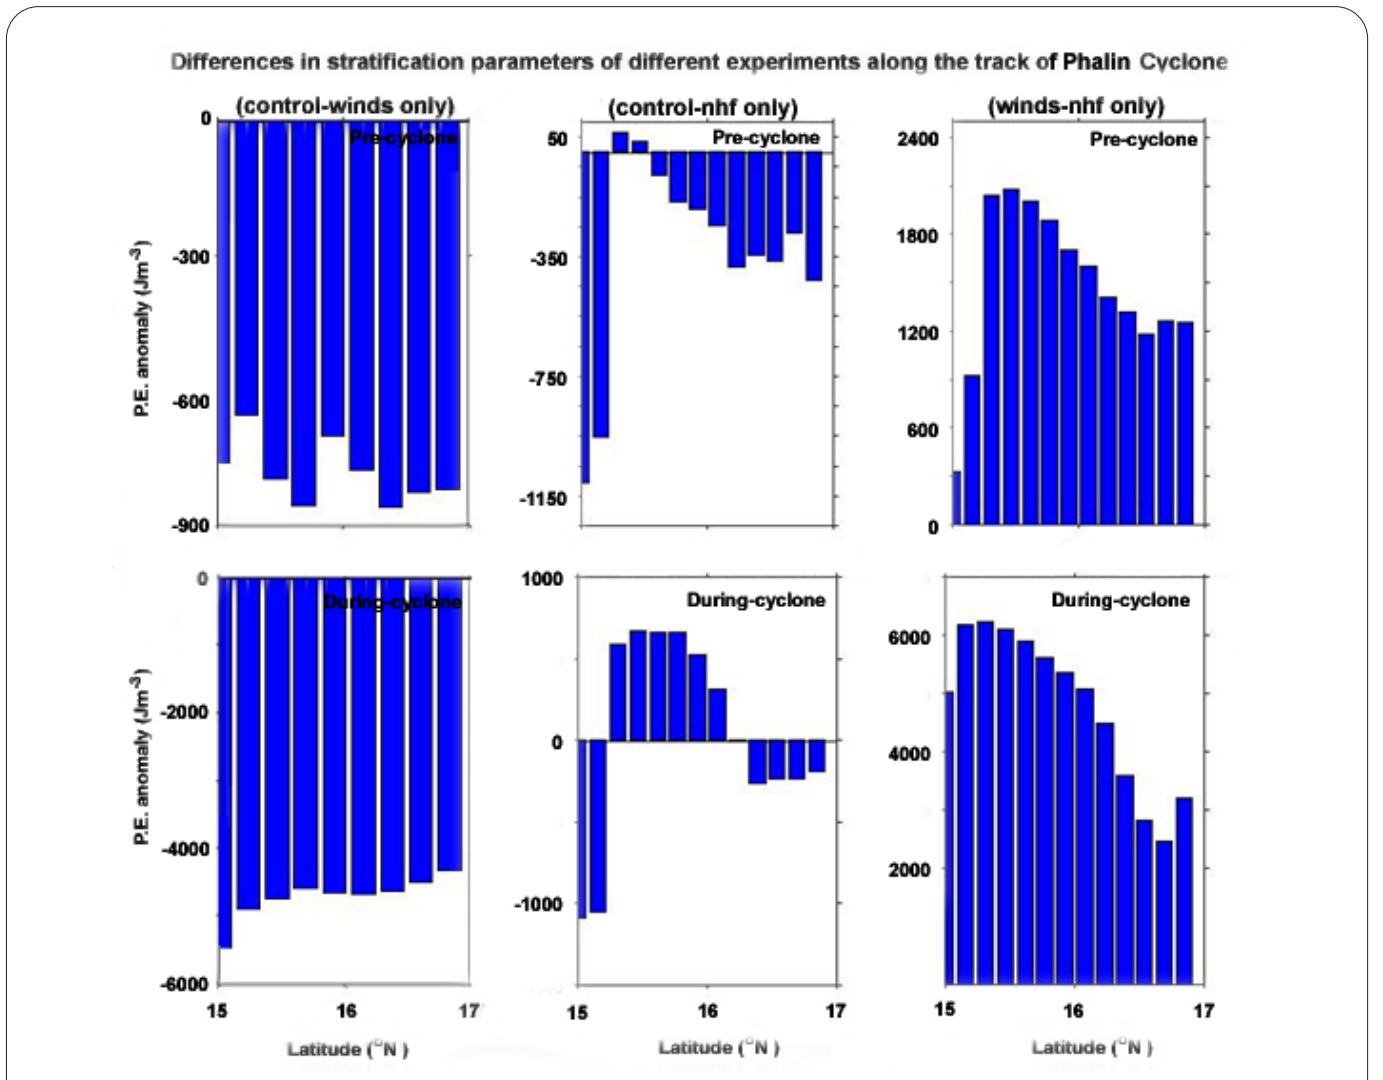 Differences in stratification parameters of different experiments along the track of Phalin Cyclone
(control-winds only)
(control-nhf only)
(winds-nhf only)
P.E. anomaly (Jm-3)
0
-300
-600
-900
Pre-cyclone
50
-350
-750
-1150
Pre-cyclone
2400
1800
1200
600
0
Pre-cyclone
P.E. anomaly (Jm-3)
0
-2000
-4000
-6000
During-cyclone
15
16
17
Latitude (°N )
1000
0
-1000
During-cyclone
15
16
17
Latitude (°N )
6000
4000
2000
During-cyclone
15
16
17
Latitude (°N )